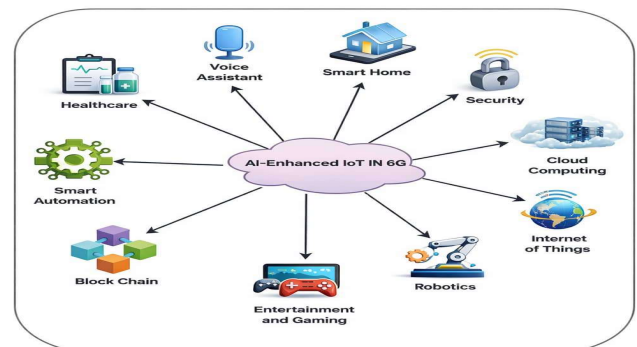 Voice
Assistant
Smart Home
Healthcare
Security
AI-Enhanced IoT IN 6G
Cloud
Computing
Smart
Automation
Internet
of Things
Block Chain
Robotics
Entertainment
and Gaming